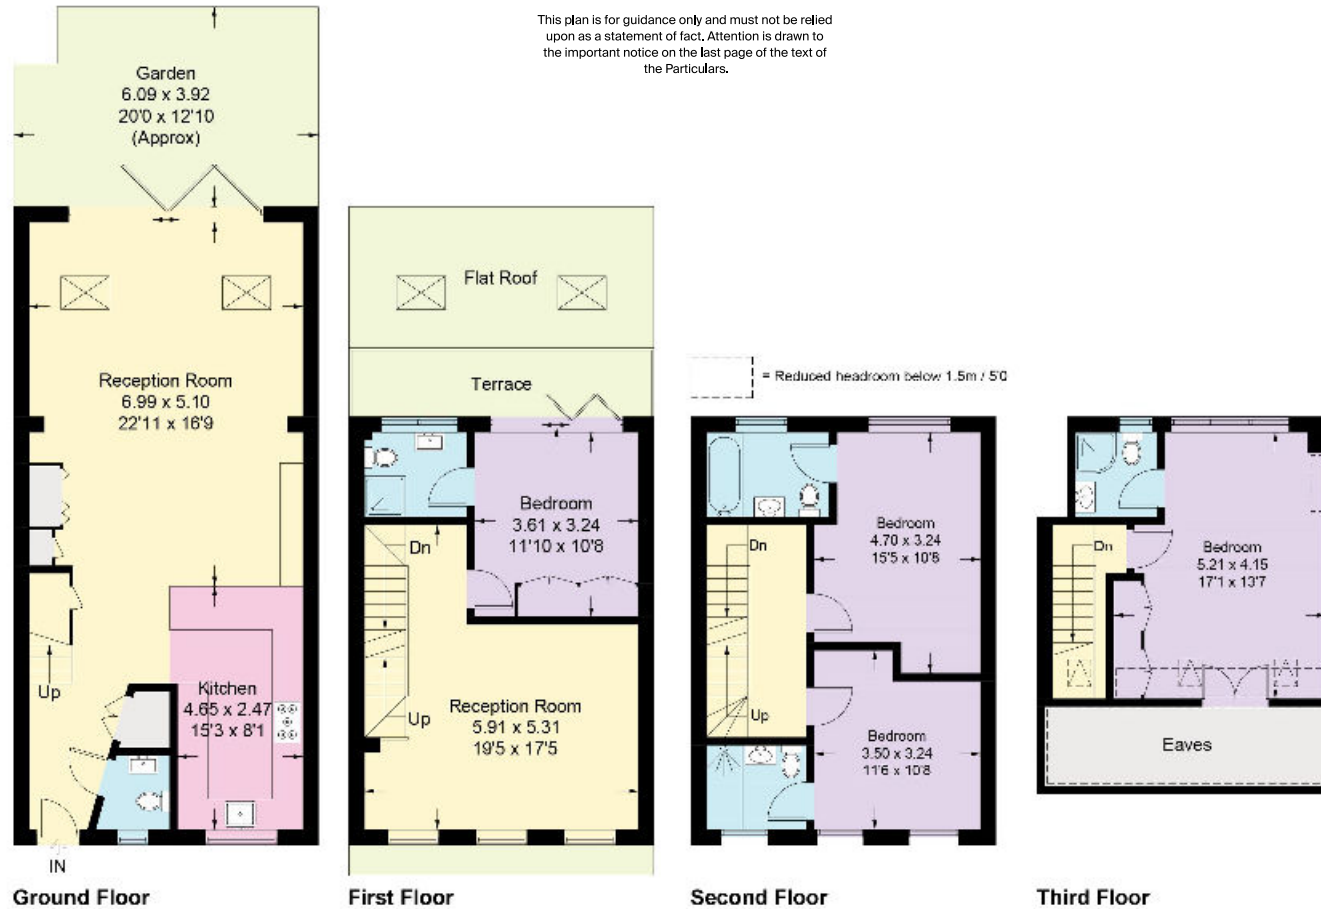 This plan is for guidance only and must not be relied
upon as a statement of fact. Attention is drawn to
the important notice on the last page of the text of
the Particulars.
Garden
6.09 x 3.92
20'0 x 12'10
(Approx)
Reception Room
6.99 x 5.10
22'11 x 16'9
Up
Kitchen
4.65 x 2.47
15'3 x 8'1
IN
Ground Floor
Flat Roof
Terrace
Bedroom
3.61 x 3.24
11'10 x 10'8
Dn
Up
Reception Room
5.91 x 5.31
19'5 x 17'5
First Floor
= Reduced headroom below 1.5m / 5'0
Bedroom
4.70 x 3.24
15'5 x 10'8
Dn
Up
Bedroom
3.50 x 3.24
11'6 x 10'8
Second Floor
Dn
Bedroom
5.21 x 4.15
17'1 x 13'7
Eaves
Third Floor